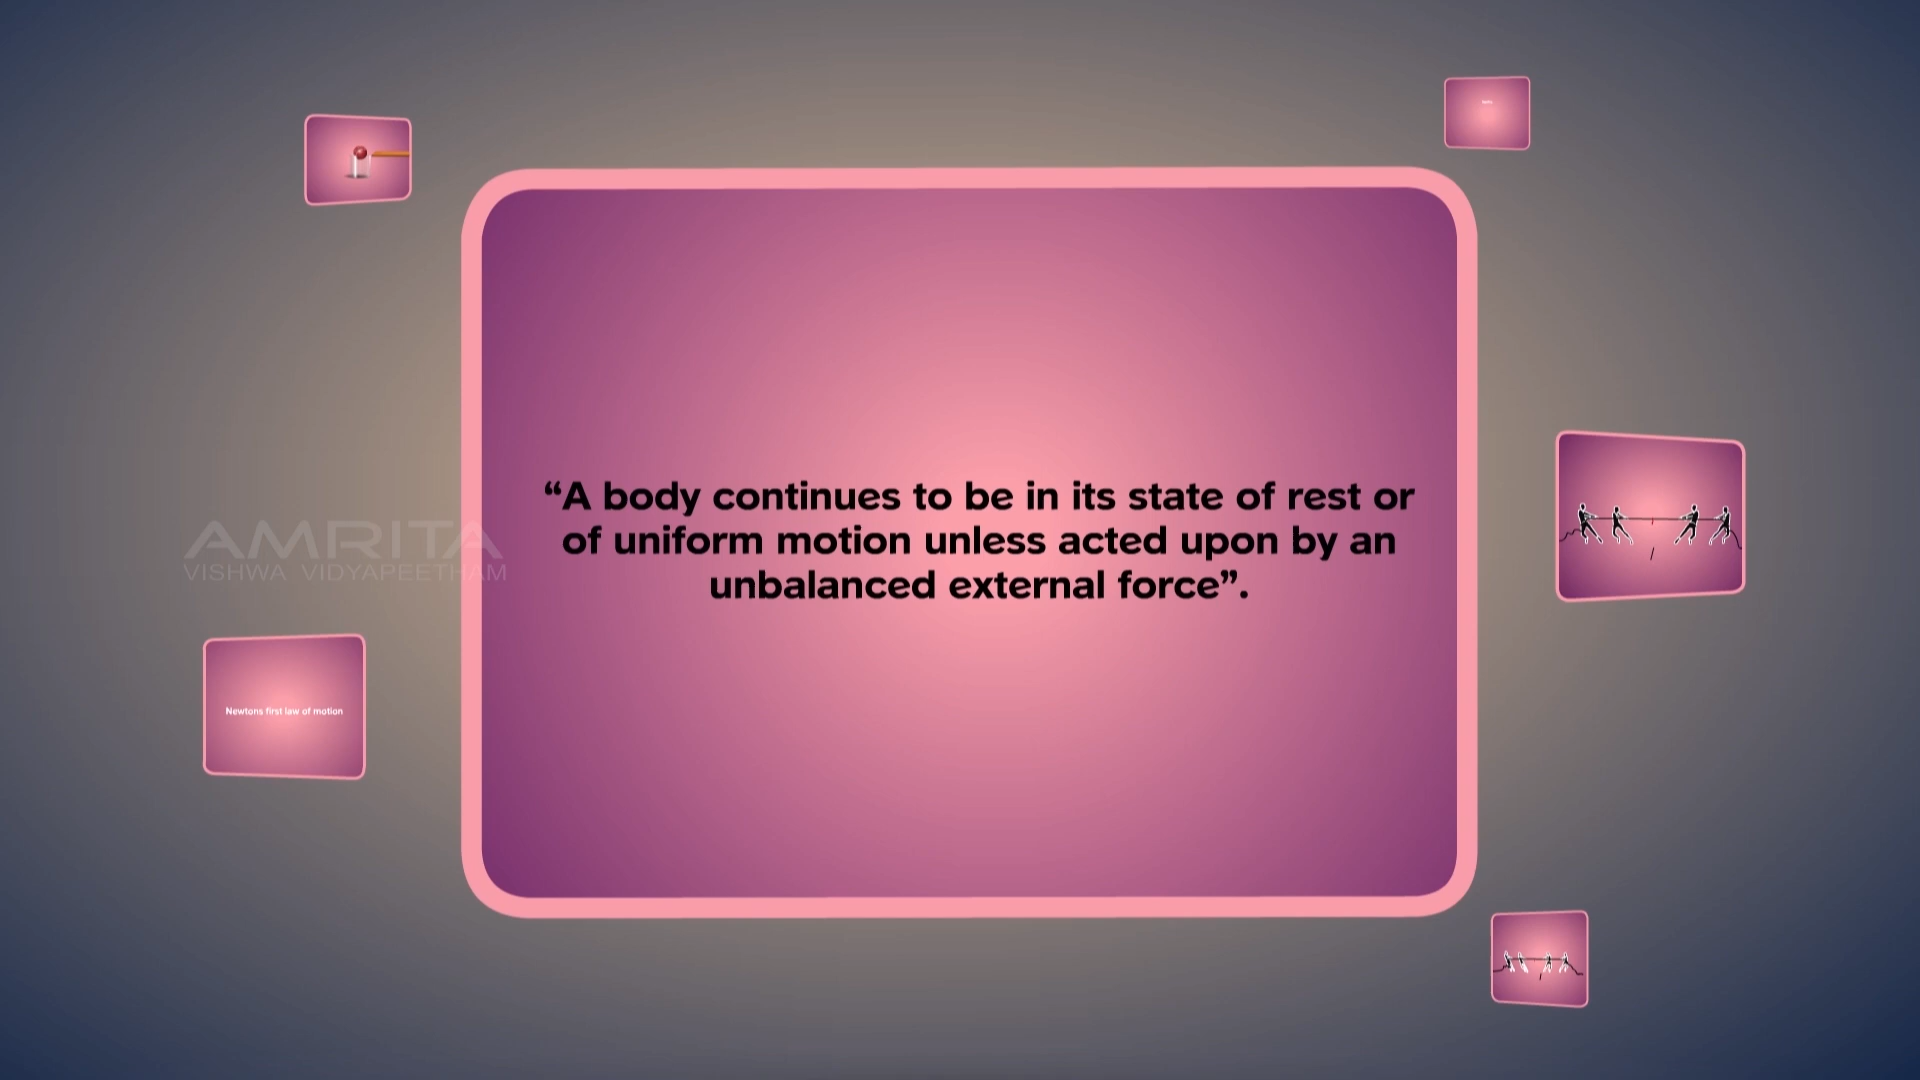 “A body continues to be in its state of rest or
of uniform motion unless acted upon by an
unbalanced external force”.
AMRITA
VISHWA VIDYAPEETHAM
Newtons first law of motion